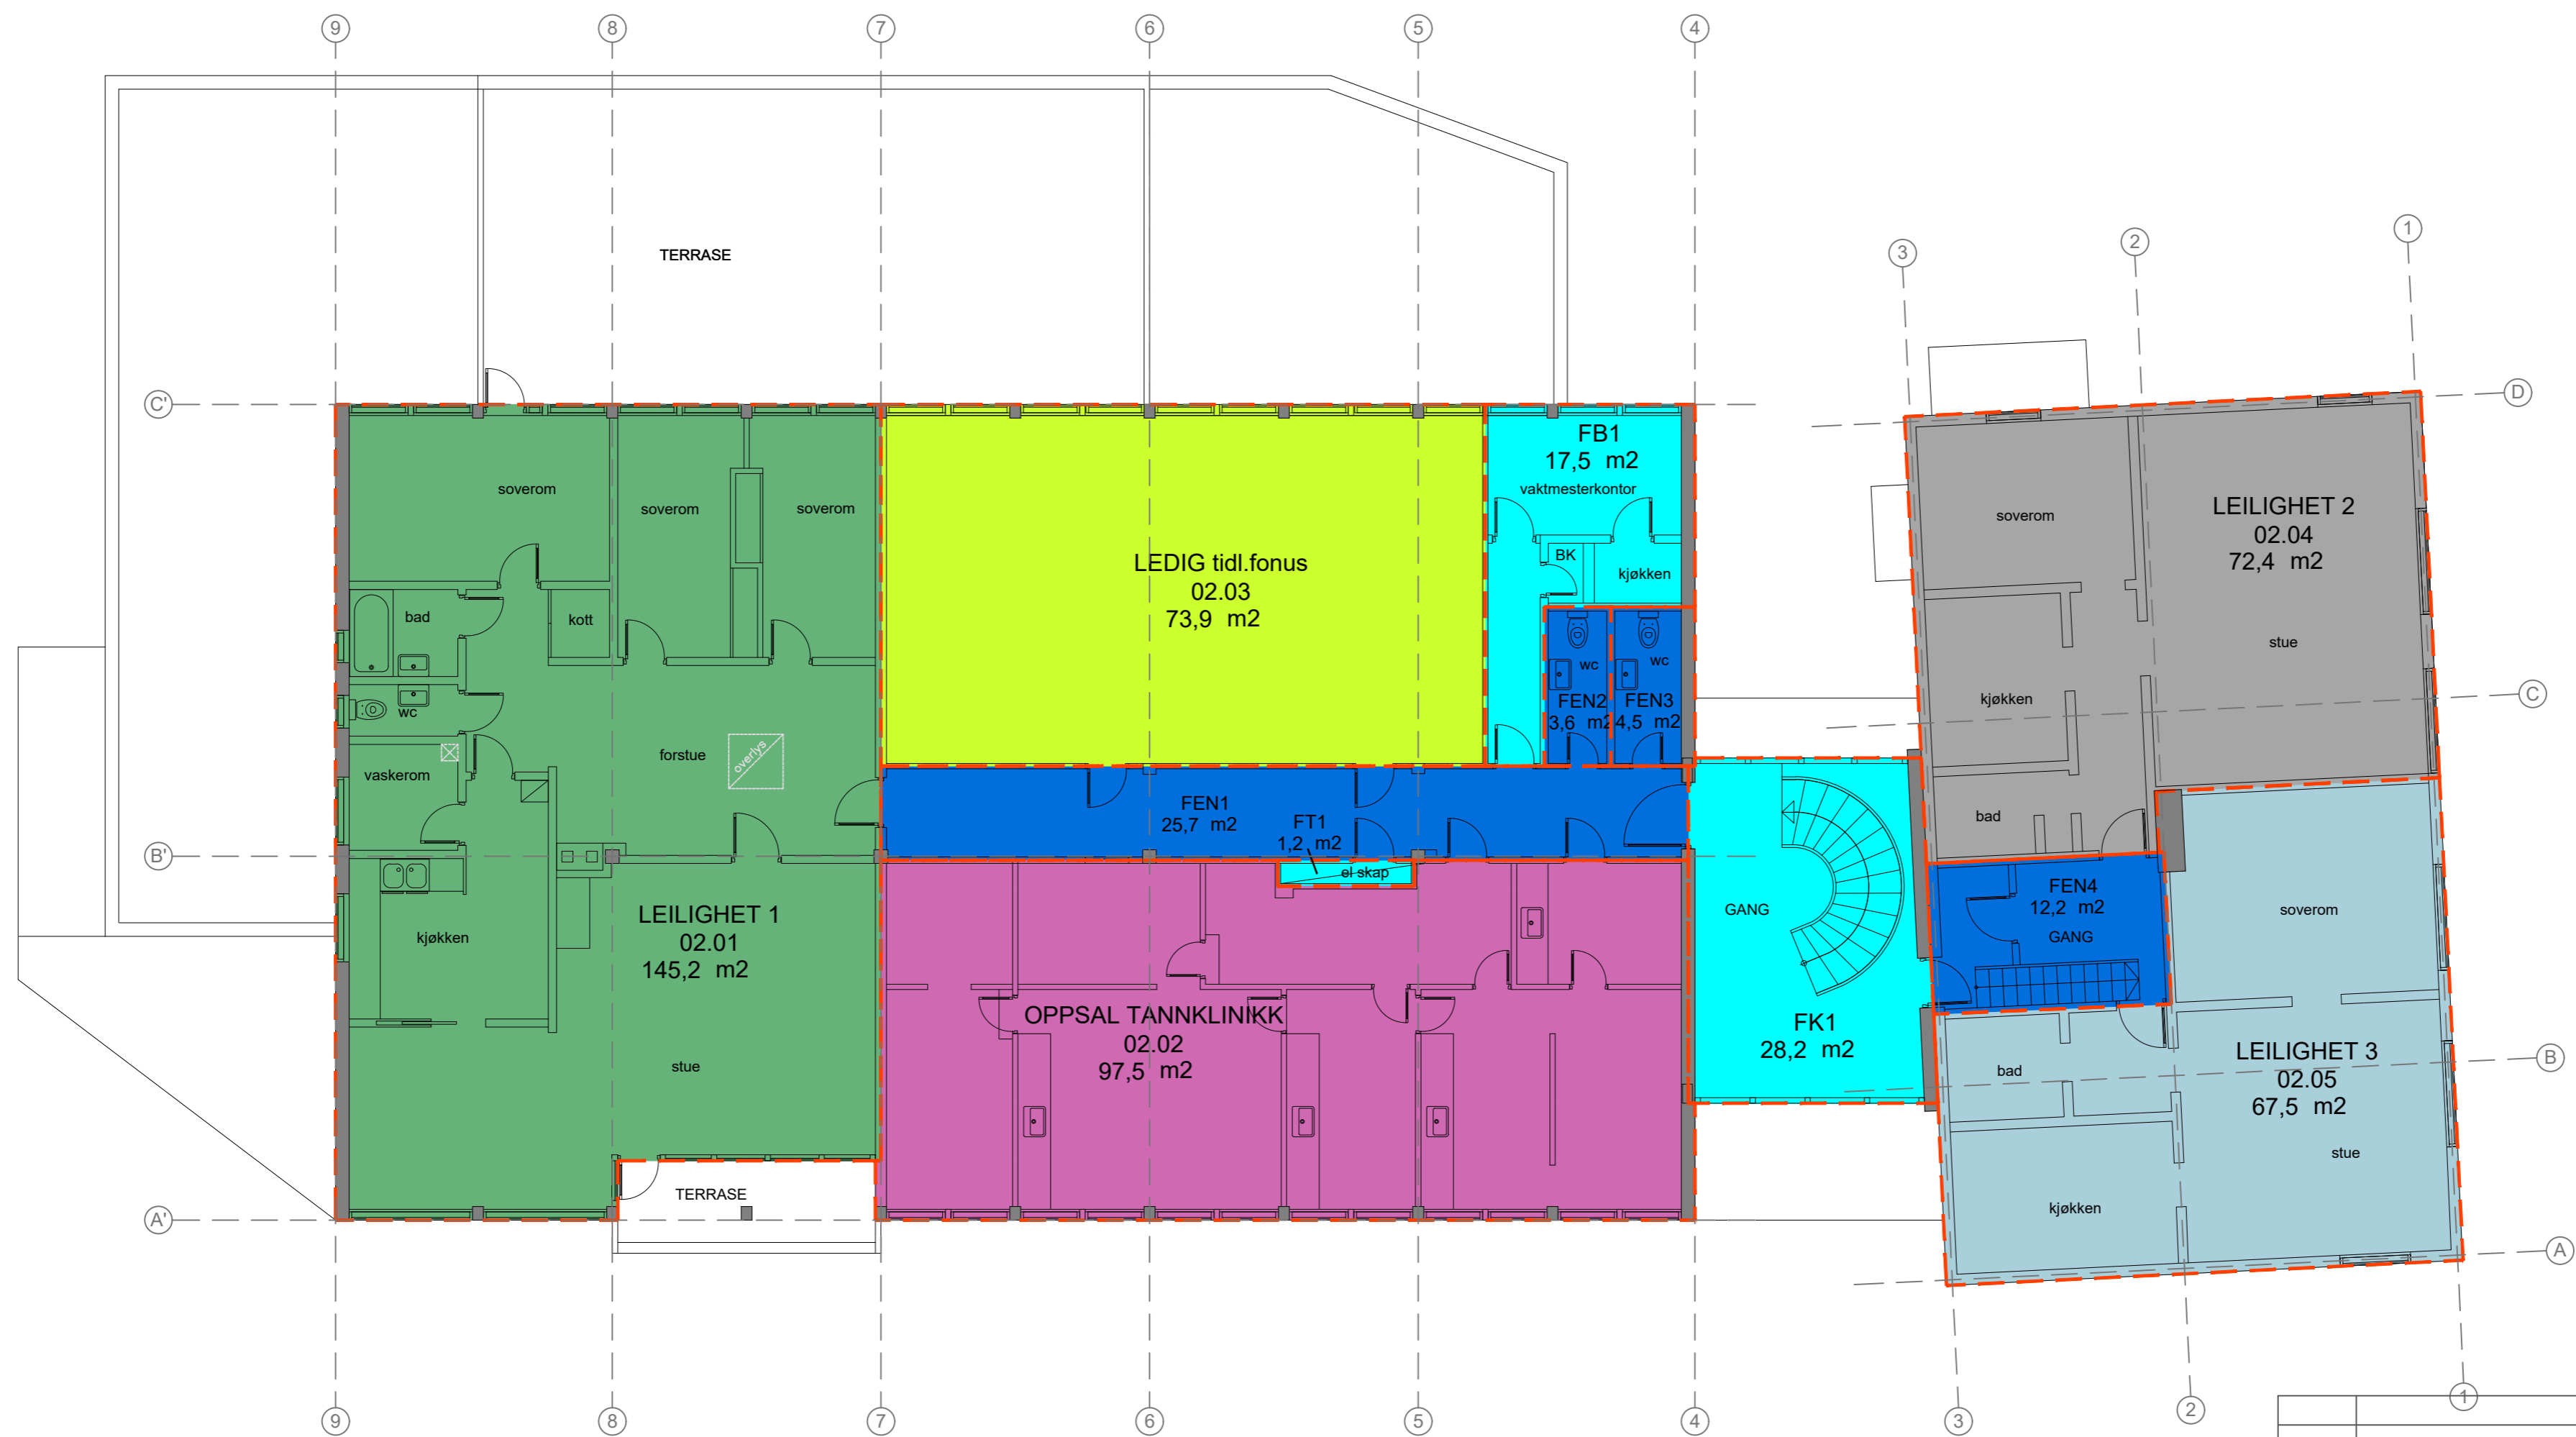 9
8
7
6
5
4
3
2
1
TERRASE
C'
D
soverom
soverom
soverom
bad
kott
wc
vaskerom
forstue
overlys
B'
kjøkken
LEILIGHET 1
02.01
145,2 m2
stue
TERRASE
A'
LEDIG tidl.fonus
02.03
73,9 m2
FB1
17,5 m2
vaktmesterkontor
BK
kjøkken
wc
wc
FEN2
3,6 m2
FEN3
4,5 m2
FEN1
25,7 m2
FT1
1,2 m2
el skap
OPPSAL TANNKLINIKK
02.02
97,5 m2
GANG
FK1
28,2 m2
soverom
LEILIGHET 2
02.04
72,4 m2
stue
kjøkken
C
bad
FEN4
12,2 m2
GANG
soverom
LEILIGHET 3
02.05
67,5 m2
B
bad
stue
kjøkken
A
9
8
7
6
5
4
3
2
1